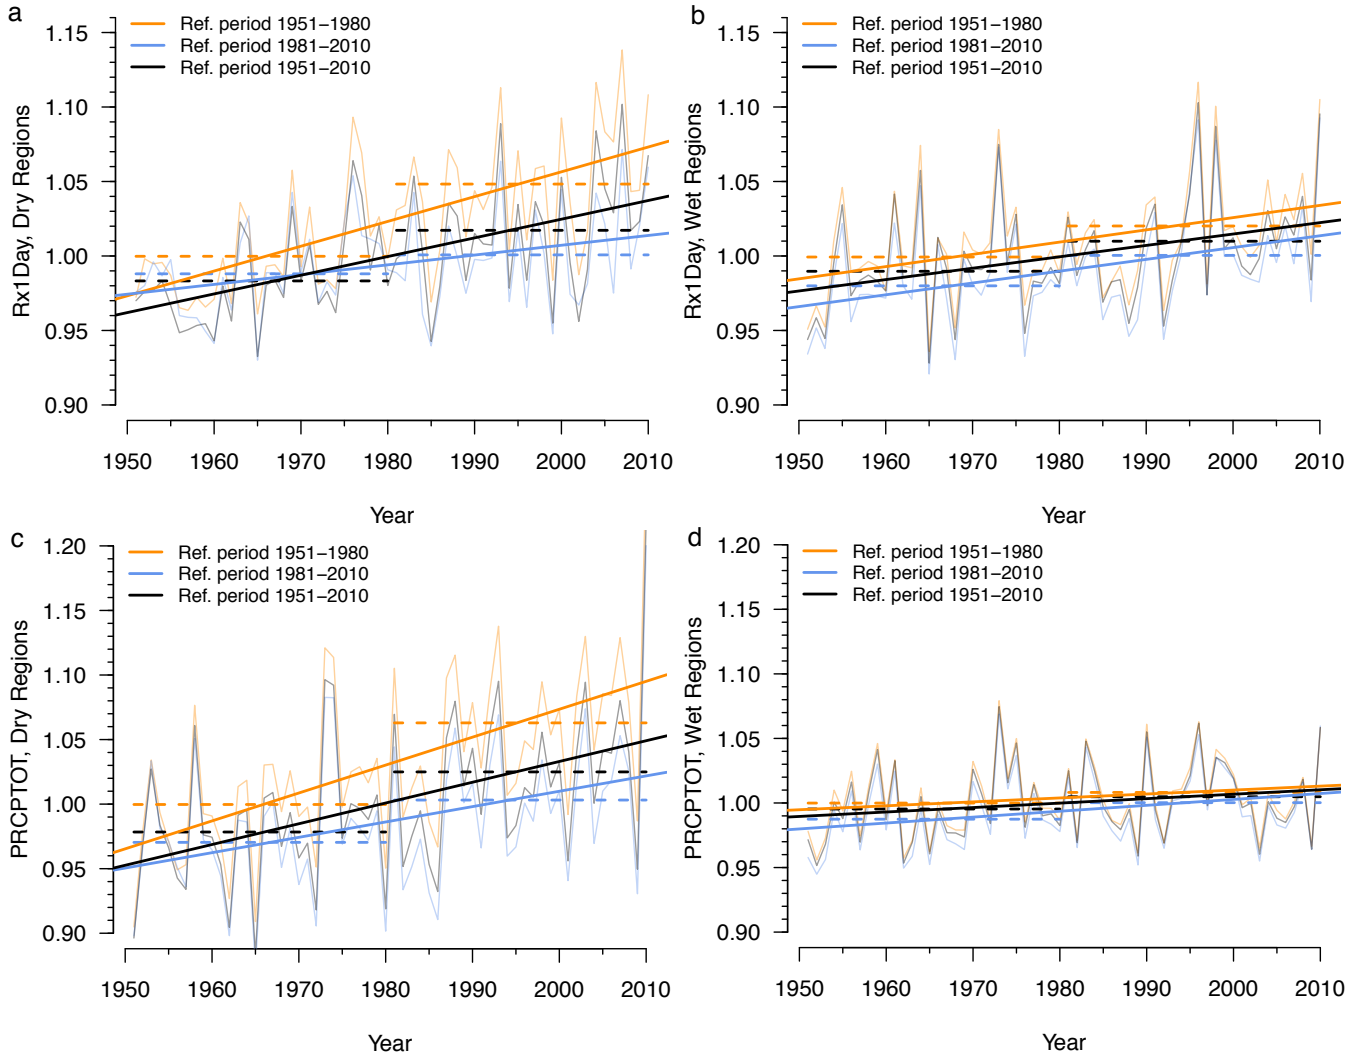 a
Ref. period 1951−1980
Ref. period 1981−2010
Ref. period 1951−2010
Rx1Day, Dry Regions
1.15
1.10
1.05
1.00
0.95
0.90
1950 1960 1970 1980 1990 2000 2010
Year
b
Ref. period 1951−1980
Ref. period 1981−2010
Ref. period 1951−2010
Rx1Day, Wet Regions
1.15
1.10
1.05
1.00
0.95
0.90
1950 1960 1970 1980 1990 2000 2010
Year
c
Ref. period 1951−1980
Ref. period 1981−2010
Ref. period 1951−2010
PRCPTOT, Dry Regions
1.20
1.15
1.10
1.05
1.00
0.95
0.90
1950 1960 1970 1980 1990 2000 2010
Year
d
Ref. period 1951−1980
Ref. period 1981−2010
Ref. period 1951−2010
PRCPTOT, Wet Regions
1.20
1.15
1.10
1.05
1.00
0.95
0.90
1950 1960 1970 1980 1990 2000 2010
Year